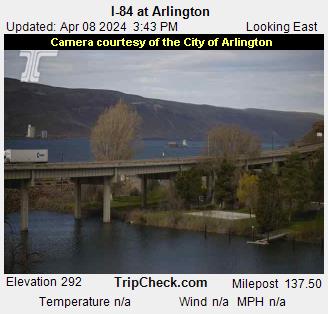 I-84 at Arlington
Updated: Apr 08 2024 3:43 PM Looking East
Camera courtesy of the City of Arlington
Elevation 292 TripCheck.com Milepost 137.50
Temperature n/a Wind n/a MPH n/a